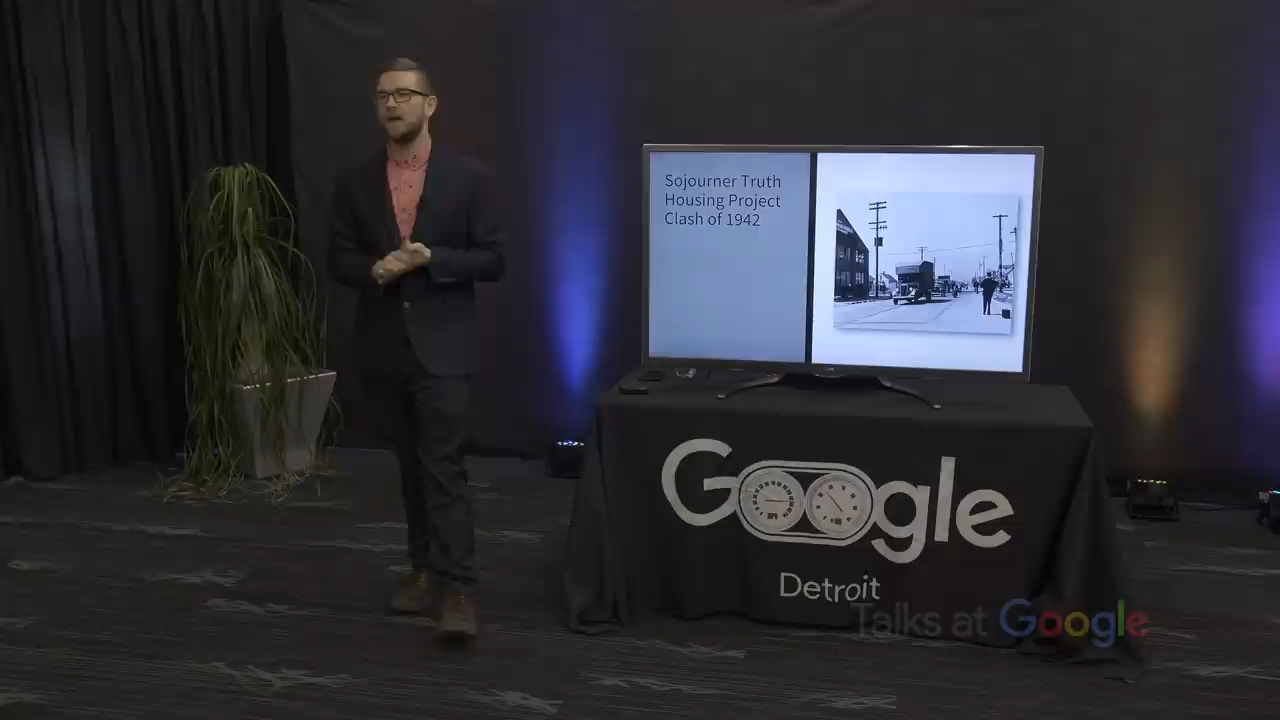 Sojourner Truth
Housing Project
Clash of 1942
Google
Detroit
Talks at Google